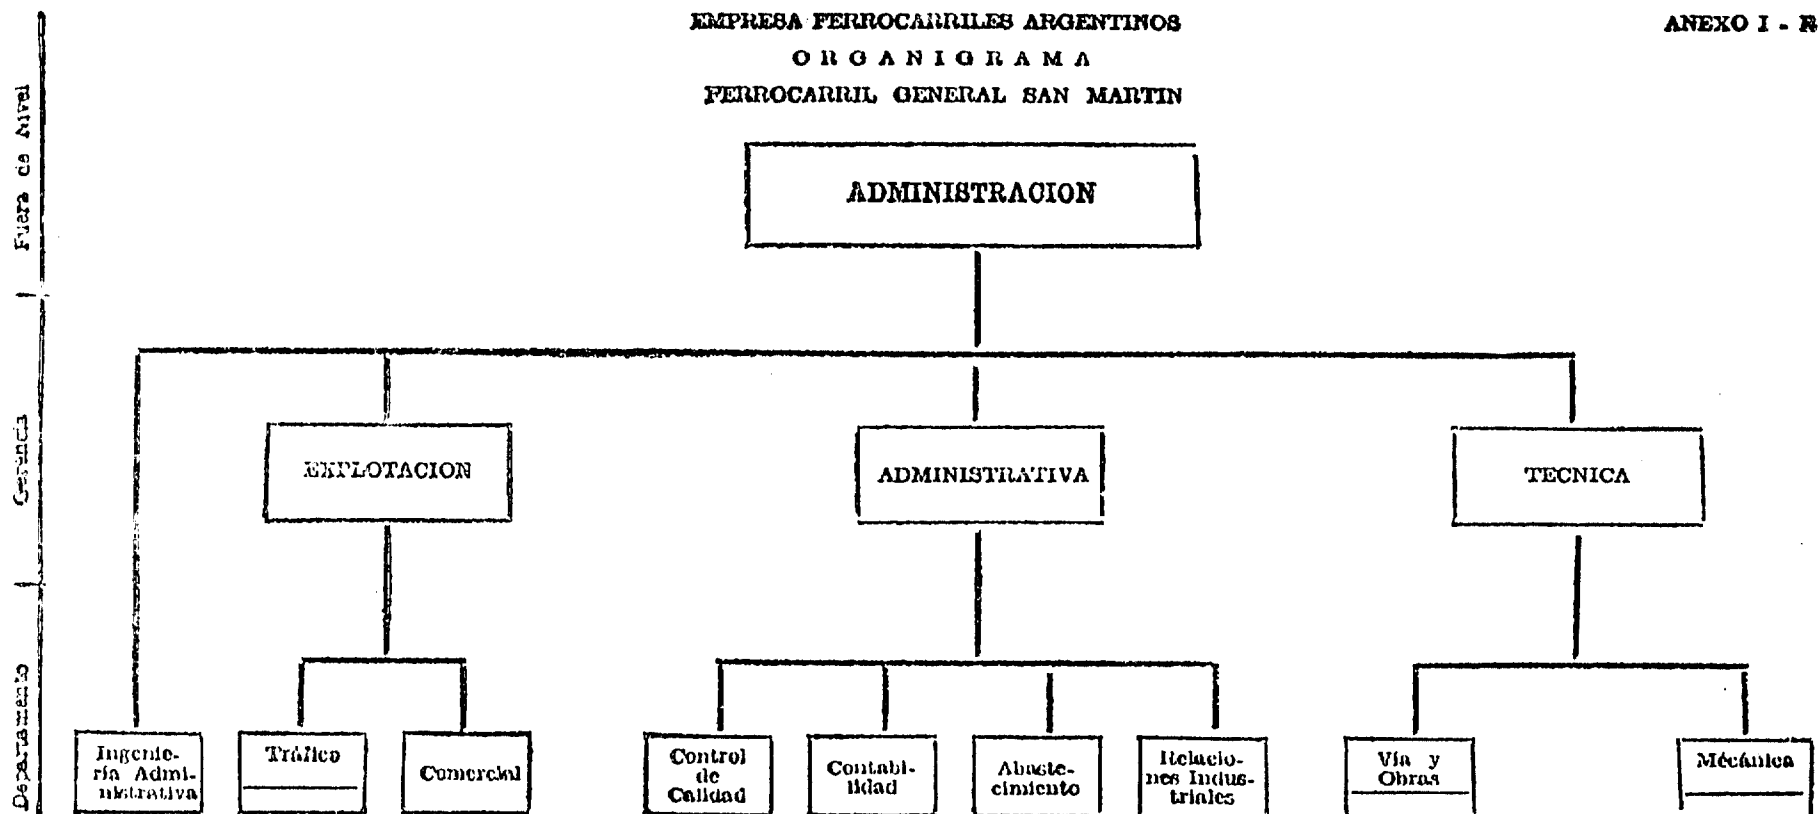 EMPRESA FERROCARRILES ARGENTINOS
ANEXO I - B
ORGANIGRAMA
FERROCARRIL GENERAL SAN MARTIN
Fuera de Nivel
ADMINISTRACION
Gerencia
EXPLOTACION
ADMINISTRATIVA
TECNICA
Departamento
Ingenie-
ría Admi-
nistrativa
Tráfico
Comercial
Control
de
Calidad
Contabi-
lidad
Abaste-
cimiento
Relacio-
nes Indus-
triales
Vía y
Obras
Mécánica